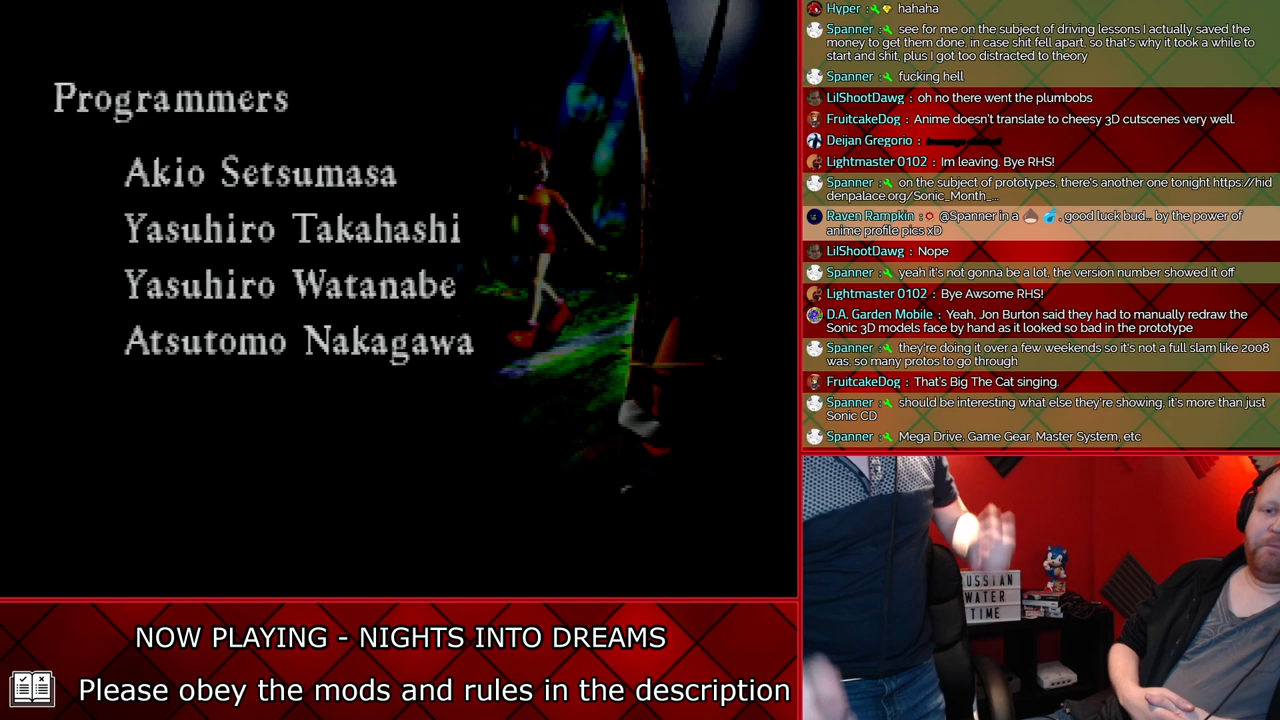 Programmers
Akio Setsumasa
Yasuhiro Takahashi
Yasuhiro Watanabe
Atsutomo Nakagawa
NOW PLAYING - NIGHTS INTO DREAMS
Please obey the mods and rules in the description
Hyper : hahaha
Spanner : see for me on the subject of driving lessons I actually saved the
money to get them done, in case shit fell apart, so that's why it took a while to
start and shit, plus I got too distracted to theory
Spanner : fucking hell
LilShootDawg : oh no there went the plumbobs
FruitcakeDog : Anime doesn't translate to cheesy 3D cutscenes very well.
Deijan Gregorio :
Lightmaster 0102 : Im leaving. Bye RHS!
Spanner : on the subject of prototypes, there's another one tonight https://hid
denpalace.org/Sonic_Month_...
Raven Rampkin : @Spanner in a , good luck bud... by the power of
anime profile pics xD
LilShootDawg : Nope
Spanner : yeah it's not gonna be a lot, the version number showed it off
Lightmaster 0102 : Bye Awsome RHS!
D.A. Garden Mobile : Yeah, Jon Burton said they had to manually redraw the
Sonic 3D models face by hand as it looked so bad in the prototype
Spanner : they're doing it over a few weekends so it's not a full slam like 2008
was, so many protos to go through
FruitcakeDog : That's Big The Cat singing.
Spanner : should be interesting what else they're showing, it's more than just
Sonic CD
Spanner : Mega Drive, Game Gear, Master System, etc
USSIAN
WATER
TIME